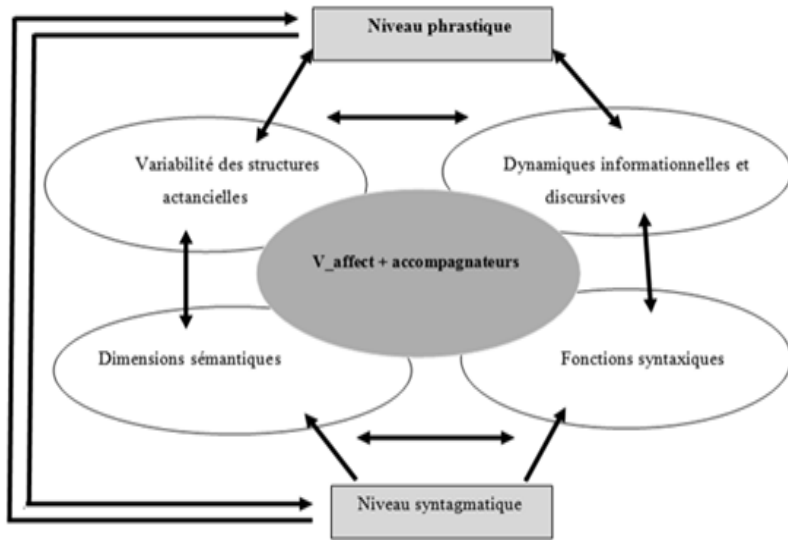 Niveau phrastique
Variabilité des structures
actancielles
Dynamiques informationnelles et
discursives
V_affect + accompagnateurs
Dimensions sémantiques
Fonctions syntaxiques
Niveau syntagmatique